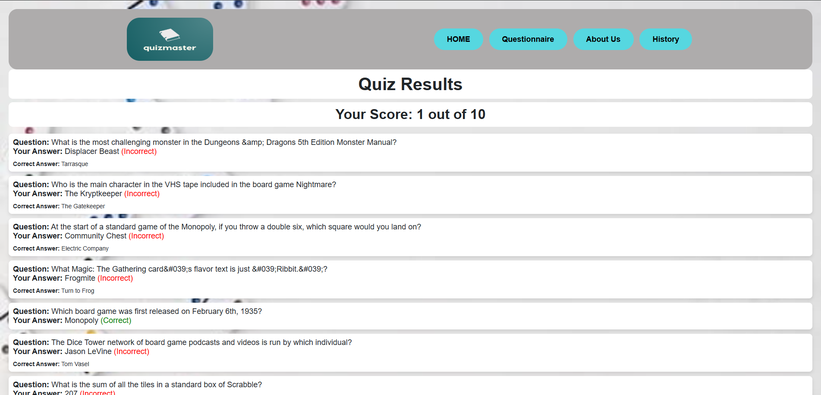 quizmaster
HOME Questionnaire About Us History
Quiz Results
Your Score: 1 out of 10
Question: What is the most challenging monster in the Dungeons &amp; Dragons 5th Edition Monster Manual?
Your Answer: Displacer Beast (Incorrect)
Correct Answer: Tarrasque
Question: Who is the main character in the VHS tape included in the board game Nightmare?
Your Answer: The Kryptkeeper (Incorrect)
Correct Answer: The Gatekeeper
Question: At the start of a standard game of the Monopoly, if you throw a double six, which square would you land on?
Your Answer: Community Chest (Incorrect)
Correct Answer: Electric Company
Question: What Magic: The Gathering card&#039;s flavor text is just &#039;Ribbit.&#039;?
Your Answer: Frogmite (Incorrect)
Correct Answer: Turn to Frog
Question: Which board game was first released on February 6th, 1935?
Your Answer: Monopoly (Correct)
Question: The Dice Tower network of board game podcasts and videos is run by which individual?
Your Answer: Jason LeVine (Incorrect)
Correct Answer: Tom Vasel
Question: What is the sum of all the tiles in a standard box of Scrabble?
Your Answer: 207 (Incorrect)